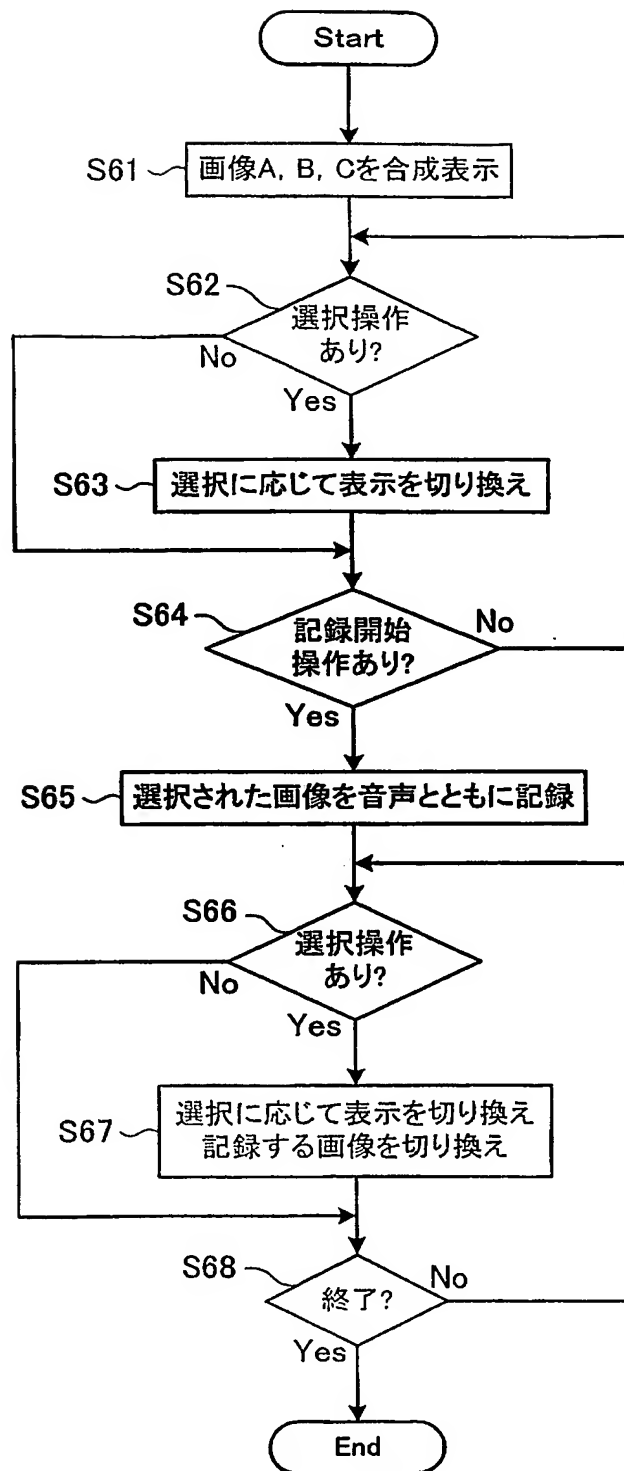 Start
S61
画像A, B, Cを合成表示
S62
選択操作
あり?
No
Yes
S63
選択に応じて表示を切り換え
S64
記録開始
操作あり?
No
Yes
S65
選択された画像を音声とともに記録
S66
選択操作
あり?
No
Yes
S67
選択に応じて表示を切り換え
記録する画像を切り換え
S68
終了?
No
Yes
End